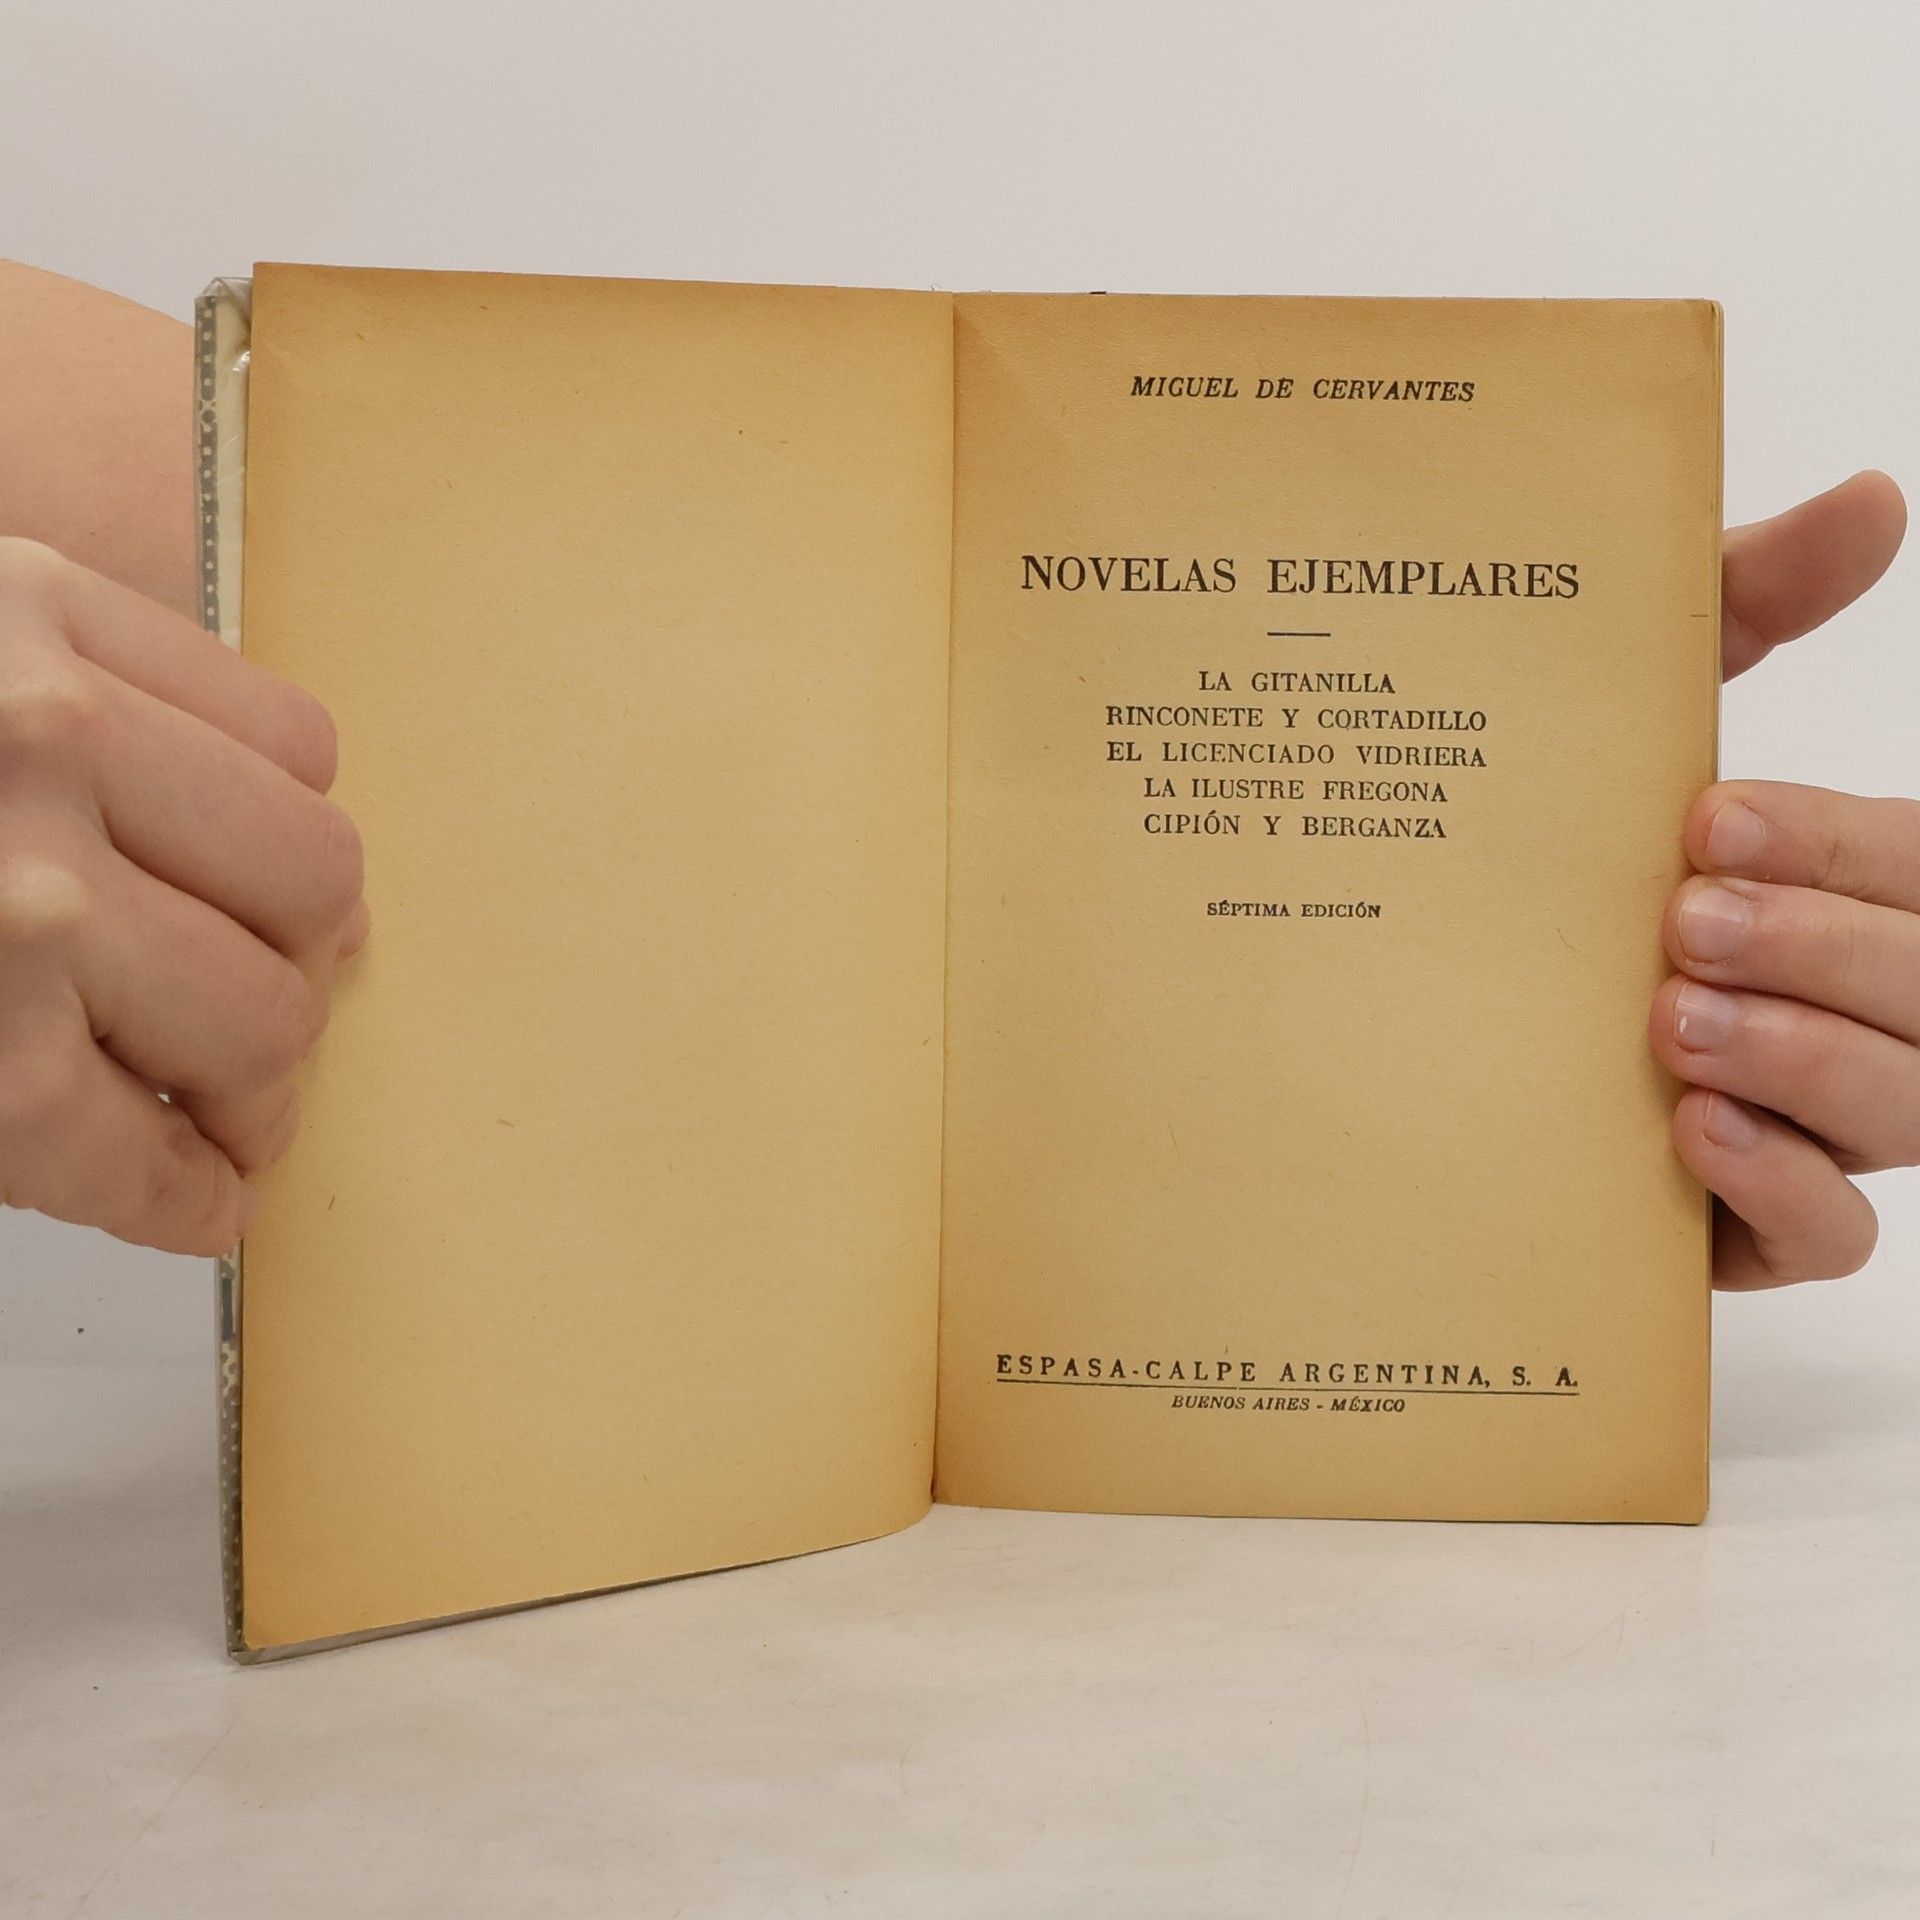 MIGUEL DE CERVANTES
NOVELAS EJEMPLARES
LA GITANILLA
RINCONETE Y CORTADILLO
EL LICENCIADO VIDRIERA
LA ILUSTRE FREGONA
CIPIÓN Y BERGANZA
SÉPTIMA EDICIÓN
ESPASA-CALPE ARGENTINA, S. A.
BUENOS AIRES - MÉXICO